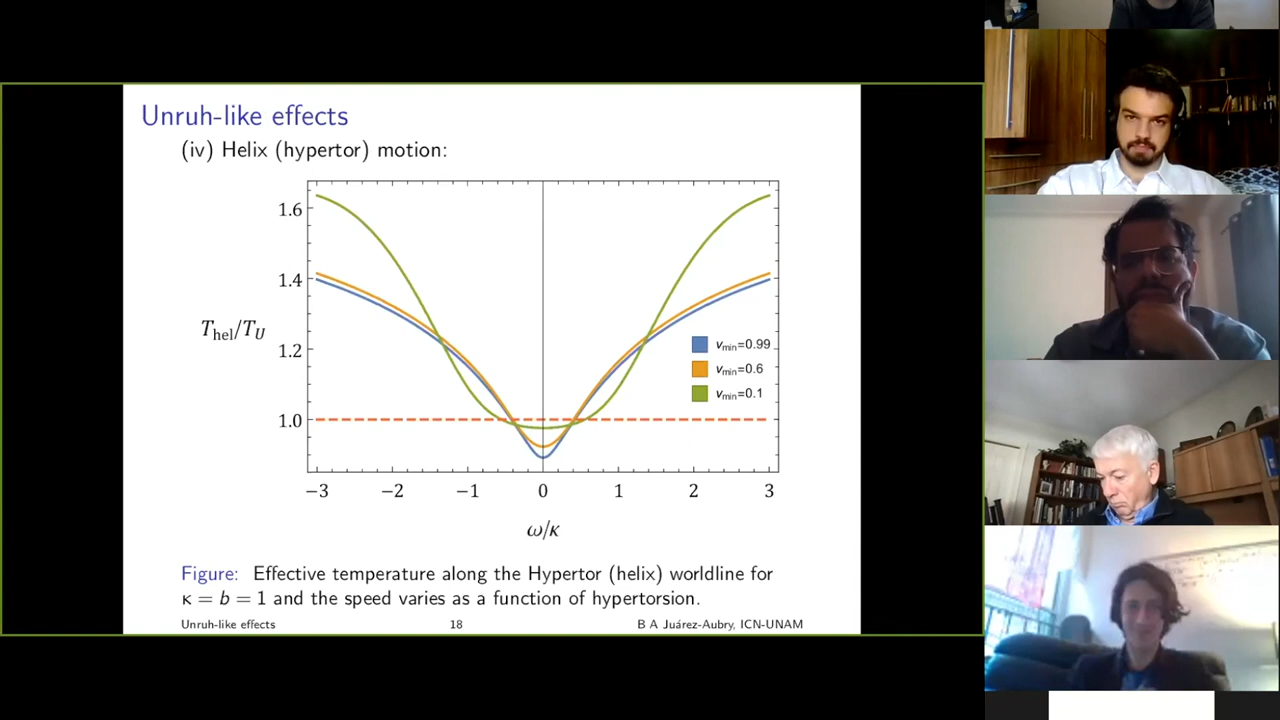 Unruh-like effects
(iv) Helix (hypertor) motion:
1.6
1.4
1.2
1.0
T_hel/T_U
v_min=0.99
v_min=0.6
v_min=0.1
−3 −2 −1 0 1 2 3
ω/κ
Figure: Effective temperature along the Hypertor (helix) worldline for
κ = b = 1 and the speed varies as a function of hypertorsion.
Unruh-like effects 18 B A Juárez-Aubry, ICN-UNAM